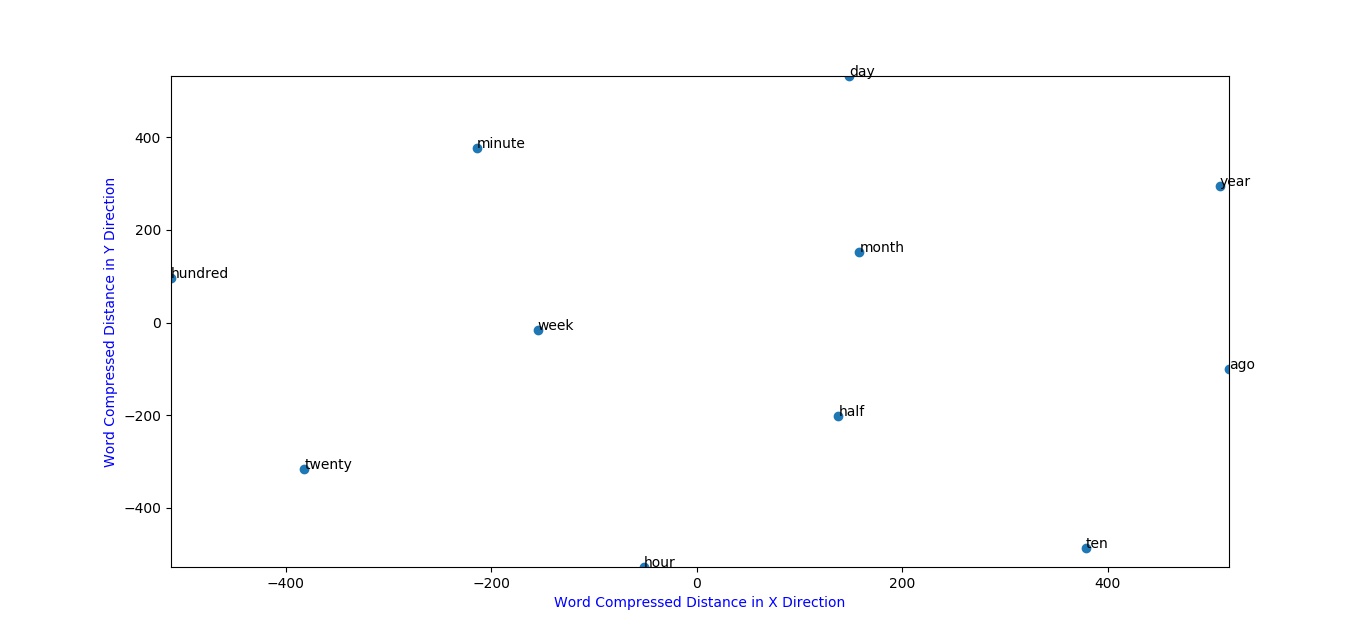 day
400
minute
year
200
month
hundred
0
week
ago
−200
half
twenty
−400
ten
hour
−400
−200
0
200
400
Word Compressed Distance in X Direction
Word Compressed Distance in Y Direction